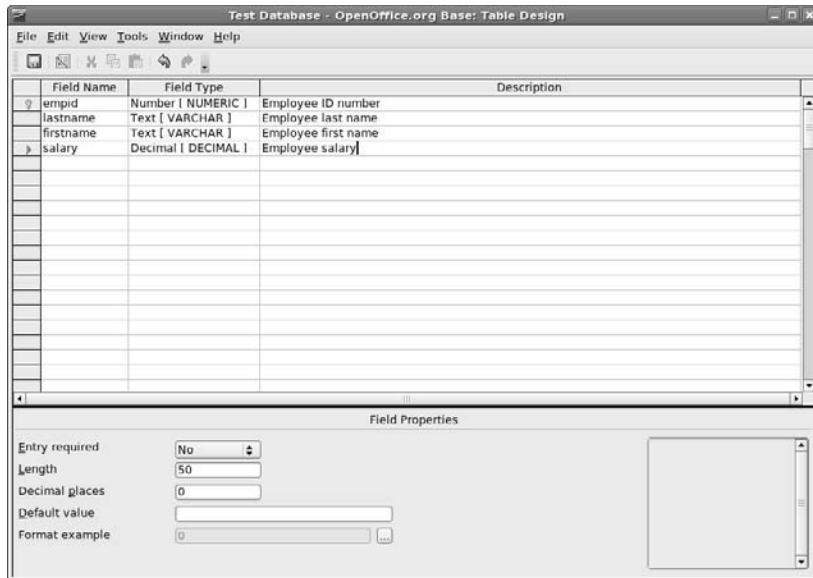 Test Database - OpenOffice.org Base: Table Design
File Edit View Tools Window Help
Field Name Field Type Description
empid Number [ NUMERIC ] Employee ID number
lastname Text [ VARCHAR ] Employee last name
firstname Text [ VARCHAR ] Employee first name
salary Decimal [ DECIMAL ] Employee salary
Field Properties
Entry required No
Length 50
Decimal places 0
Default value
Format example 0 ...